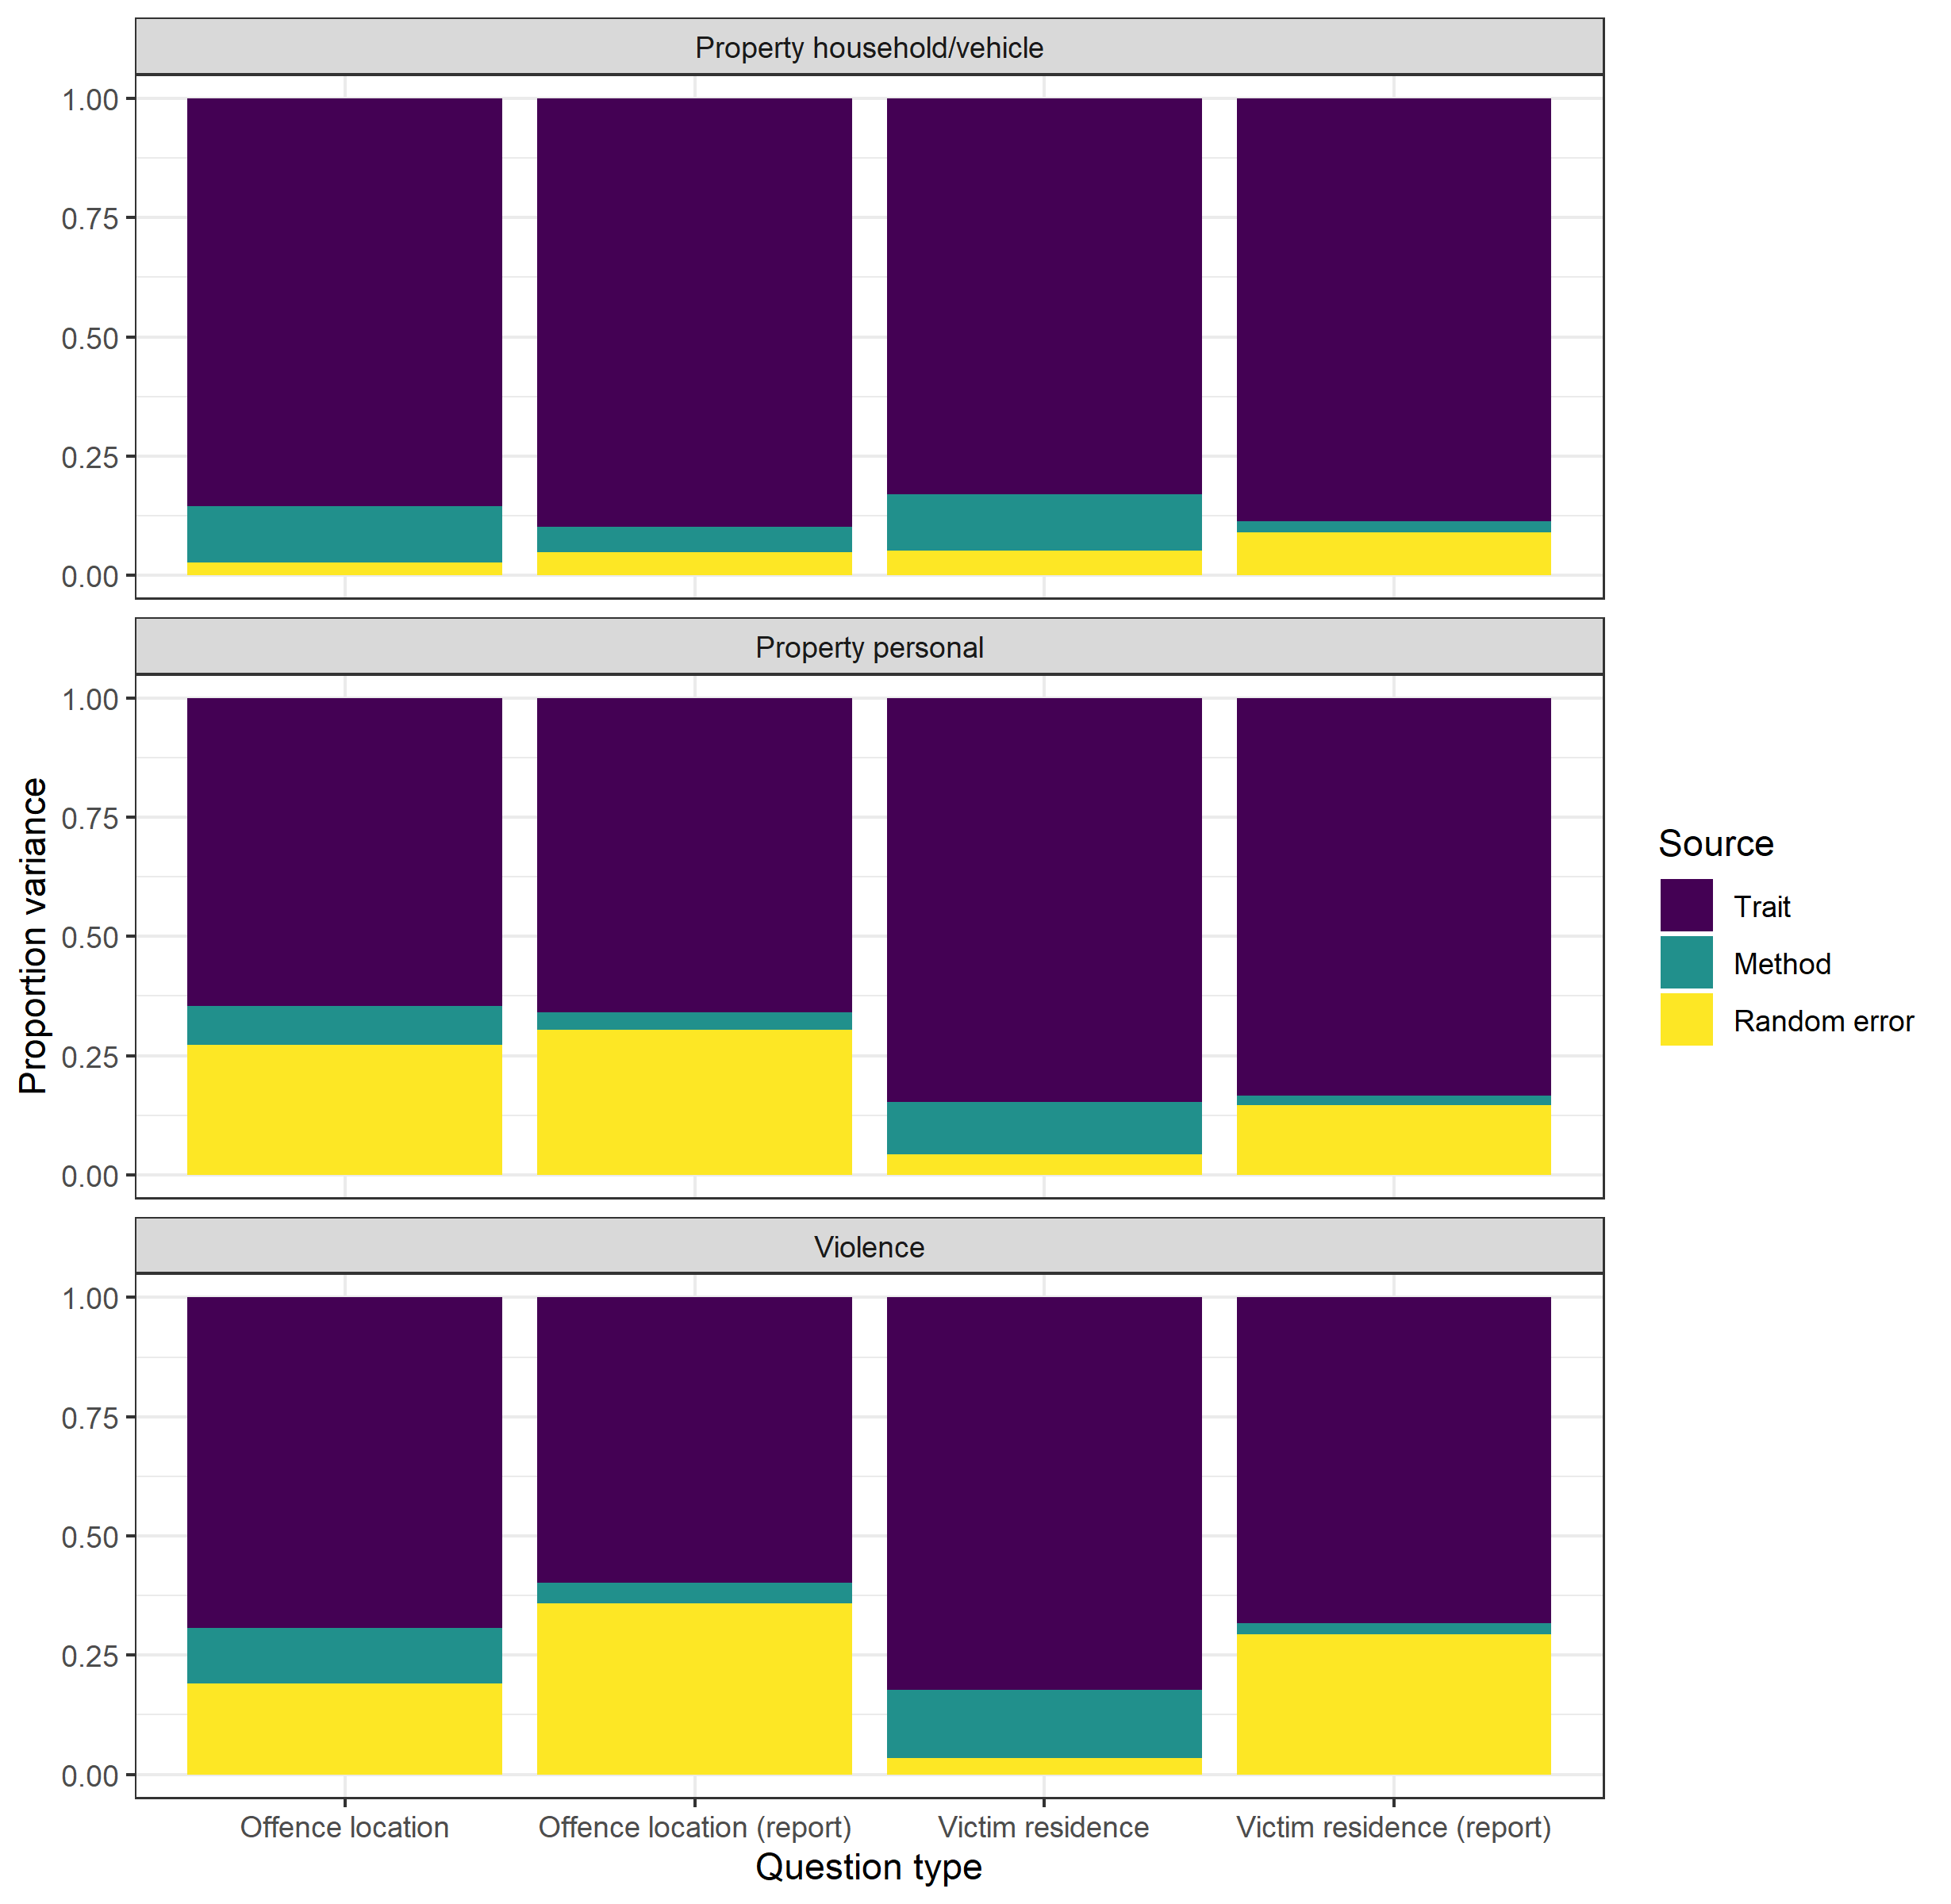 Property household/vehicle
1.00
0.75
0.50
0.25
0.00
Property personal
1.00
0.75
0.50
0.25
0.00
Violence
1.00
0.75
0.50
0.25
0.00
Proportion variance
Offence location
Offence location (report)
Victim residence
Victim residence (report)
Question type
Source
Trait
Method
Random error